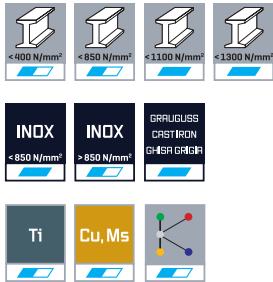 <400 N/mm² <850 N/mm² <1100 N/mm² <1300 N/mm²
INOX INOX GRAUGUSS
CAST IRON
GHISA GRIGIA
<850 N/mm² >850 N/mm²
Ti Cu, Ms